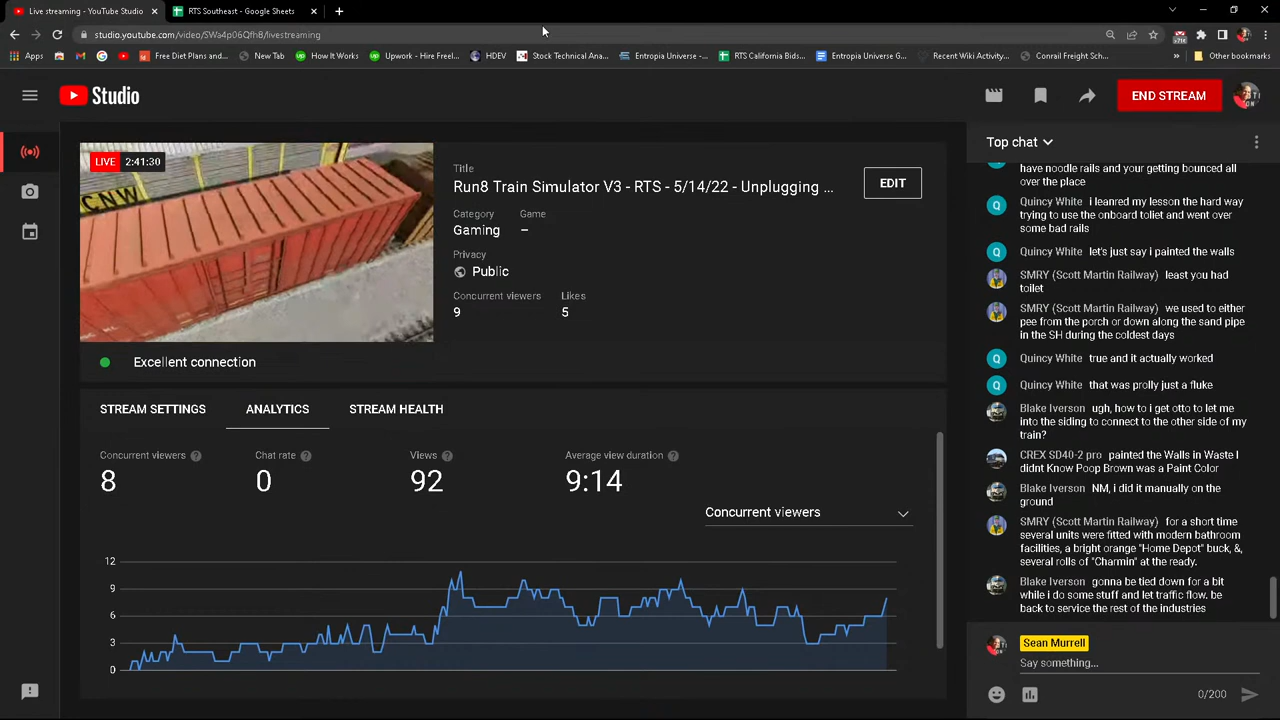 Live streaming - YouTube Studio
RTS Southeast - Google Sheets
studio.youtube.com/video/SWa4p06QfhB/livestreaming
Apps
Free Diet Plans and...
New Tab
How It Works
Upwork - Hire Freel...
HDEV
Stock Technical Ana...
Entropia Universe -...
RTS California Bids...
Entropia Universe G...
Recent Wiki Activity...
Conrail Freight Sch...
»
Other bookmarks
Studio
END STREAM
LIVE 2:41:30
CNW
Title
Run8 Train Simulator V3 - RTS - 5/14/22 - Unplugging ...
EDIT
Category
Game
Gaming
–
Privacy
Public
Concurrent viewers
Likes
9
5
Excellent connection
STREAM SETTINGS
ANALYTICS
STREAM HEALTH
Concurrent viewers
Chat rate
Views
Average view duration
8
0
92
9:14
Concurrent viewers
12
9
6
3
0
Top chat
have noodle rails and your getting bounced all
over the place
Quincy White i leanred my lesson the hard way
trying to use the onboard toliet and went over
some bad rails
Quincy White let's just say i painted the walls
SMRY (Scott Martin Railway) least you had
toilet
SMRY (Scott Martin Railway) we used to either
pee from the porch or down along the sand pipe
in the SH during the coldest days
Quincy White true and it actually worked
Quincy White that was prolly just a fluke
Blake Iverson ugh, how to i get otto to let me
into the siding to connect to the other side of my
train?
CREX SD40-2 pro painted the Walls in Waste I
didnt Know Poop Brown was a Paint Color
Blake Iverson NM, i did it manually on the
ground
SMRY (Scott Martin Railway) for a short time
several units were fitted with modern bathroom
facilities, a bright orange "Home Depot" buck, &,
several rolls of "Charmin" at the ready.
Blake Iverson gonna be tied down for a bit
while i do some stuff and let traffic flow. be
back to service the rest of the industries
Sean Murrell
Say something...
0/200